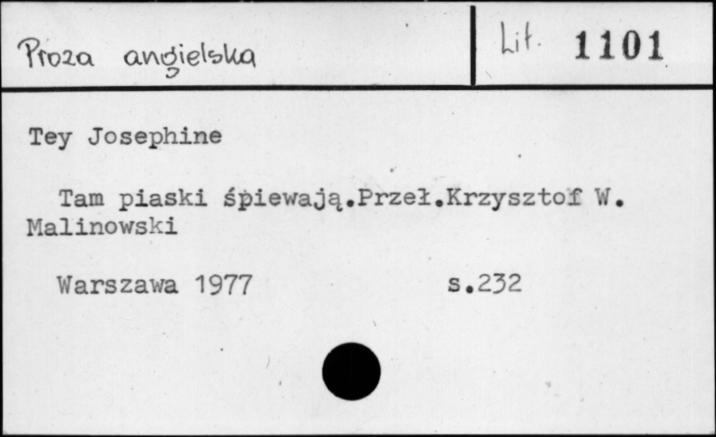 Proza angielska
Lit. 1101
Tey Josephine
Tam piaski śpiewają.Przeł.Krzysztof W.
Malinowski
Warszawa 1977 s.232